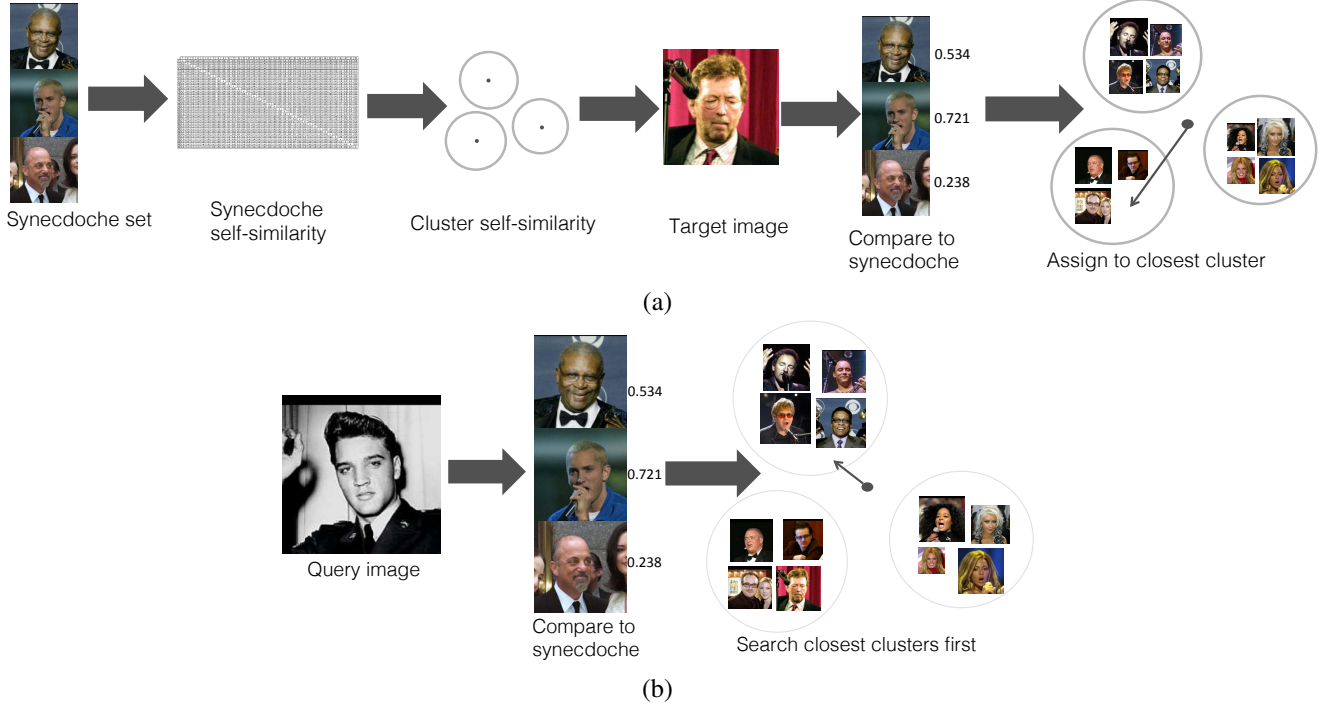 0.534
0.721
0.238
Synecdoche set
Synecdoche
self-similarity
Cluster self-similarity
Target image
Compare to
synecdoche
Assign to closest cluster
(a)
0.534
0.721
0.238
Query image
Compare to
synecdoche
Search closest clusters first
(b)